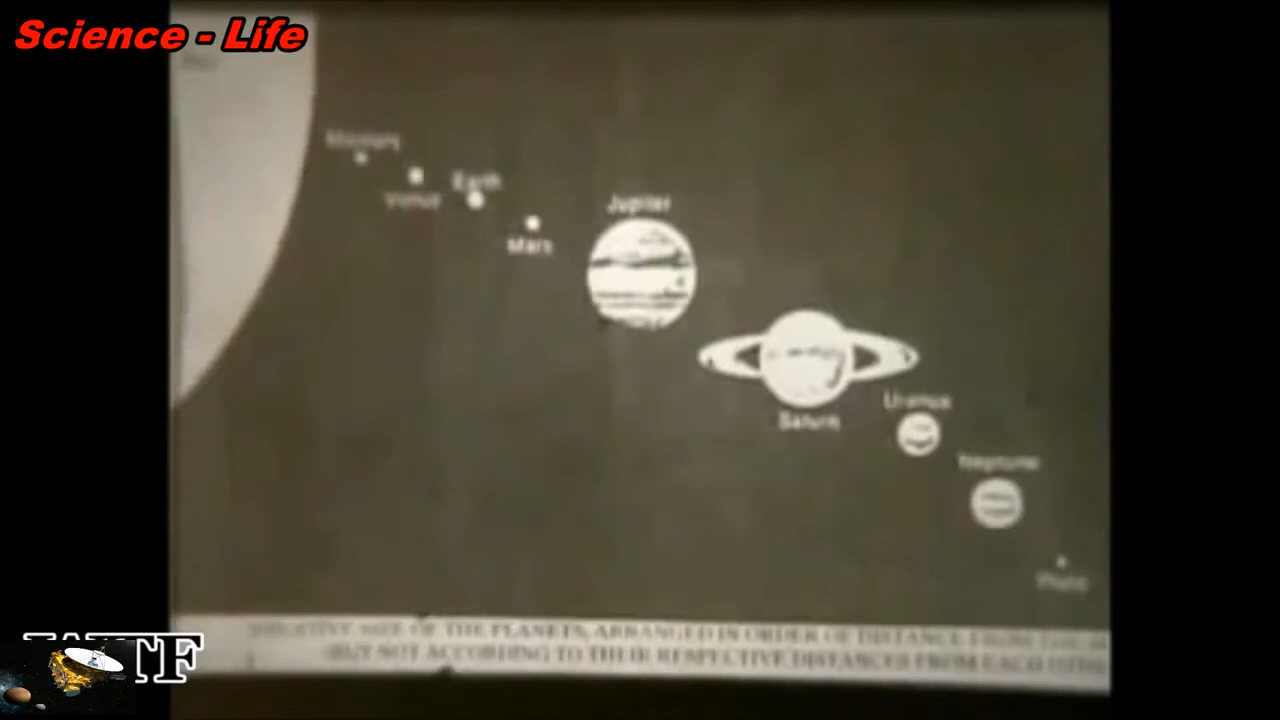 Science - Life
Mercury
Venus
Earth
Mars
Jupiter
Saturn
Uranus
Neptune
Pluto
RELATIVE SIZE OF THE PLANETS, ARRANGED IN ORDER OF DISTANCE FROM THE
(BUT NOT ACCORDING TO THEIR RESPECTIVE DISTANCES FROM EACH
TF